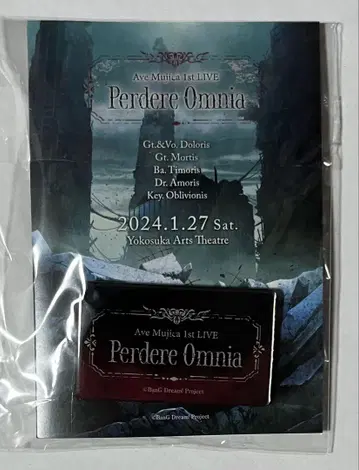 Ave Mujica 1st LIVE
Perdere Omnia
Gt.&Vo. Doloris
Gt. Mortis
Ba. Timoris
Dr. Amoris
Key. Oblivionis
2024.1.27 Sat.
Yokosuka Arts Theatre
Ave Mujica 1st LIVE
Perdere Omnia
©BanG Dream! Project
©BanG Dream! Project